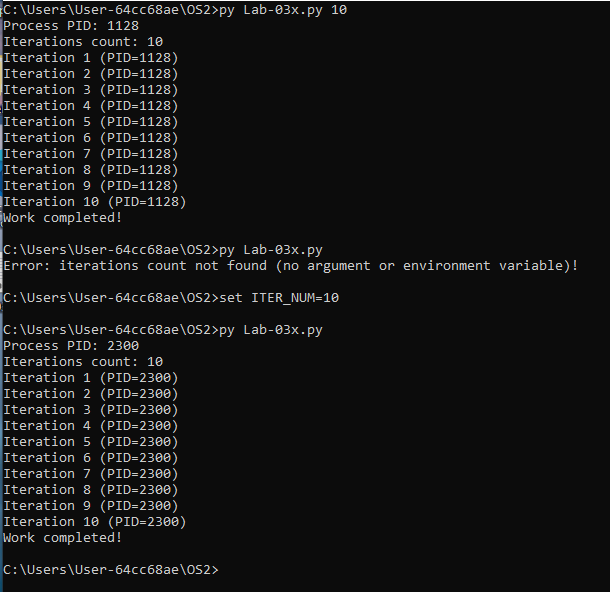 C:\Users\User-64cc68ae\OS2>py Lab-03x.py 10
Process PID: 1128
Iterations count: 10
Iteration 1 (PID=1128)
Iteration 2 (PID=1128)
Iteration 3 (PID=1128)
Iteration 4 (PID=1128)
Iteration 5 (PID=1128)
Iteration 6 (PID=1128)
Iteration 7 (PID=1128)
Iteration 8 (PID=1128)
Iteration 9 (PID=1128)
Iteration 10 (PID=1128)
Work completed!
C:\Users\User-64cc68ae\OS2>py Lab-03x.py
Error: iterations count not found (no argument or environment variable)!
C:\Users\User-64cc68ae\OS2>set ITER_NUM=10
C:\Users\User-64cc68ae\OS2>py Lab-03x.py
Process PID: 2300
Iterations count: 10
Iteration 1 (PID=2300)
Iteration 2 (PID=2300)
Iteration 3 (PID=2300)
Iteration 4 (PID=2300)
Iteration 5 (PID=2300)
Iteration 6 (PID=2300)
Iteration 7 (PID=2300)
Iteration 8 (PID=2300)
Iteration 9 (PID=2300)
Iteration 10 (PID=2300)
Work completed!
C:\Users\User-64cc68ae\OS2>